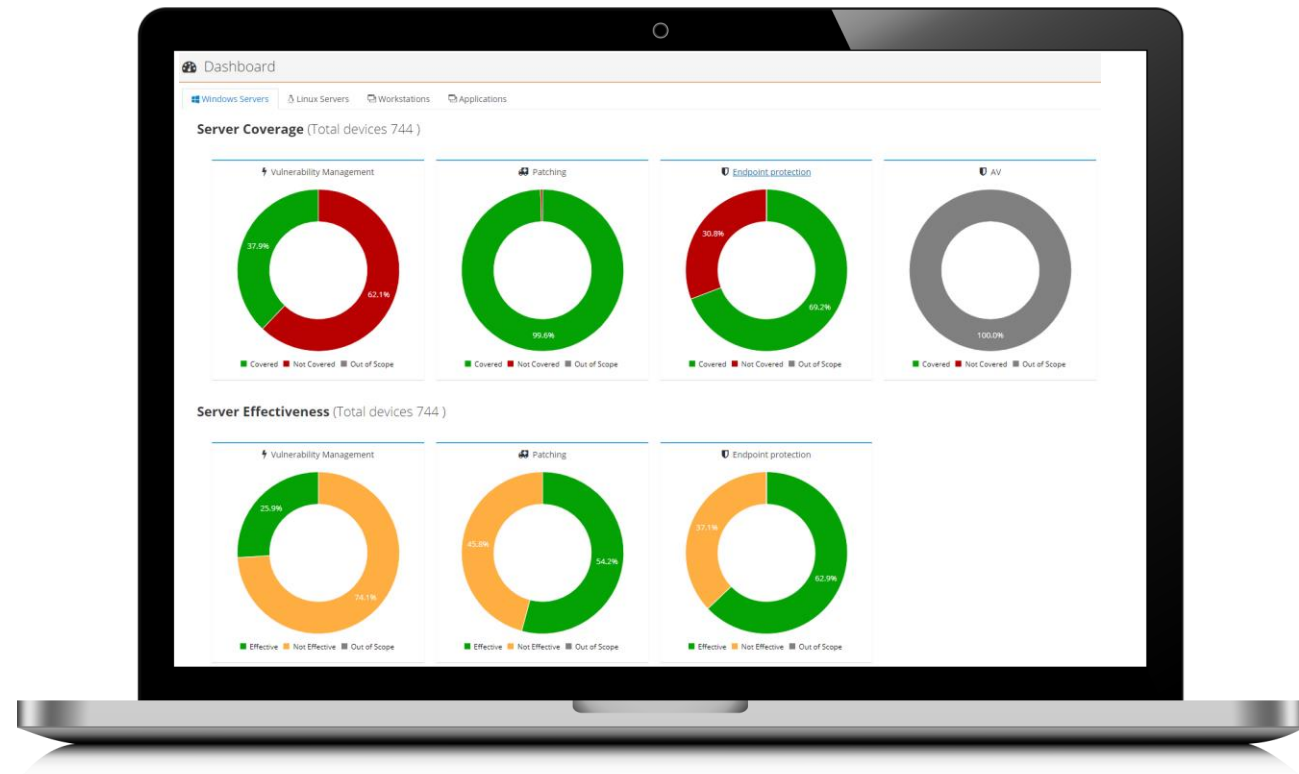 Dashboard
Windows Servers Linux Servers Workstations Applications
Server Coverage (Total devices 744 )
Vulnerability Management Patching Endpoint protection AV
30.8%
37.9%
62.1%
69.2%
99.6% 100.0%
Covered Not Covered Out of Scope Covered Not Covered Out of Scope Covered Not Covered Out of Scope Covered Not Covered Out of Scope
Server Effectiveness (Total devices 744 )
Vulnerability Management Patching Endpoint protection
25.9%
37.1%
45.8%
54.2%
62.9%
74.1%
Effective Not Effective Out of Scope Effective Not Effective Out of Scope Effective Not Effective Out of Scope